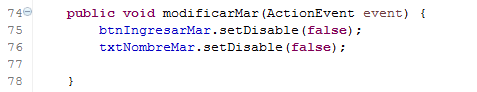 74    public void modificarMar(ActionEvent event) {
75        btnIngresarMar.setDisable(false);
76        txtNombreMar.setDisable(false);
77
78    }